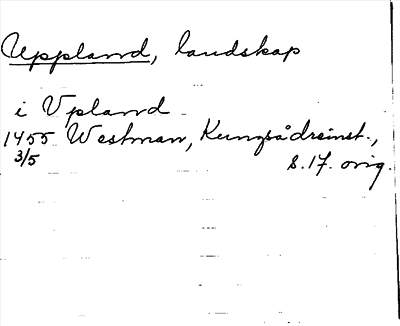 Uppland, landskap
i Vpland
1455 Westman, Kungsådreinst.,
3/5 s. 17. orig.